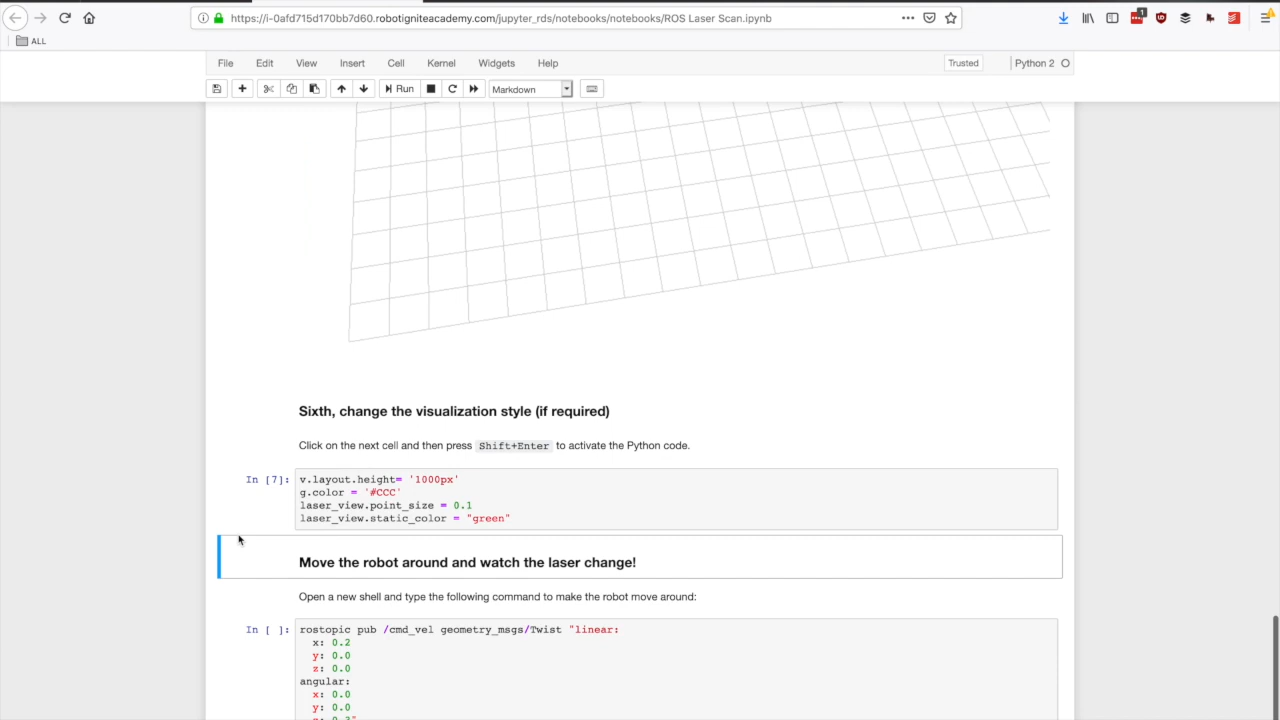 https://i-0afd715d170bb7d60.robotigniteacademy.com/jupyter_rds/notebooks/notebooks/ROS Laser Scan.ipynb
1
ALL
File Edit View Insert Cell Kernel Widgets Help Trusted Python 2
Run Markdown
Sixth, change the visualization style (if required)
Click on the next cell and then press Shift+Enter to activate the Python code.
In [7]: v.layout.height= '1000px'
g.color = '#CCC'
laser_view.point_size = 0.1
laser_view.static_color = "green"
Move the robot around and watch the laser change!
Open a new shell and type the following command to make the robot move around:
In [ ]: rostopic pub /cmd_vel geometry_msgs/Twist "linear:
x: 0.2
y: 0.0
z: 0.0
angular:
x: 0.0
y: 0.0
z: 0.3"